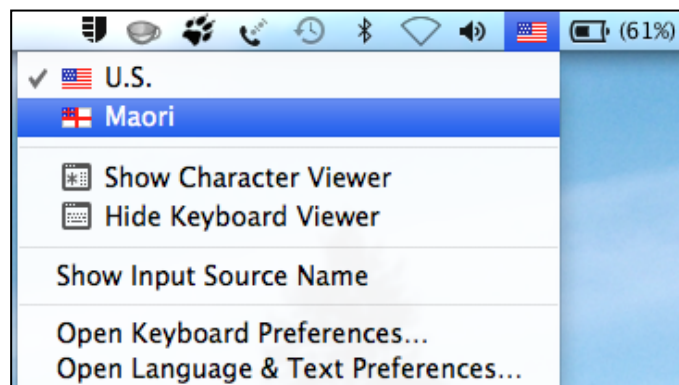 (61%)
U.S.
Maori
Show Character Viewer
Hide Keyboard Viewer
Show Input Source Name
Open Keyboard Preferences...
Open Language & Text Preferences...